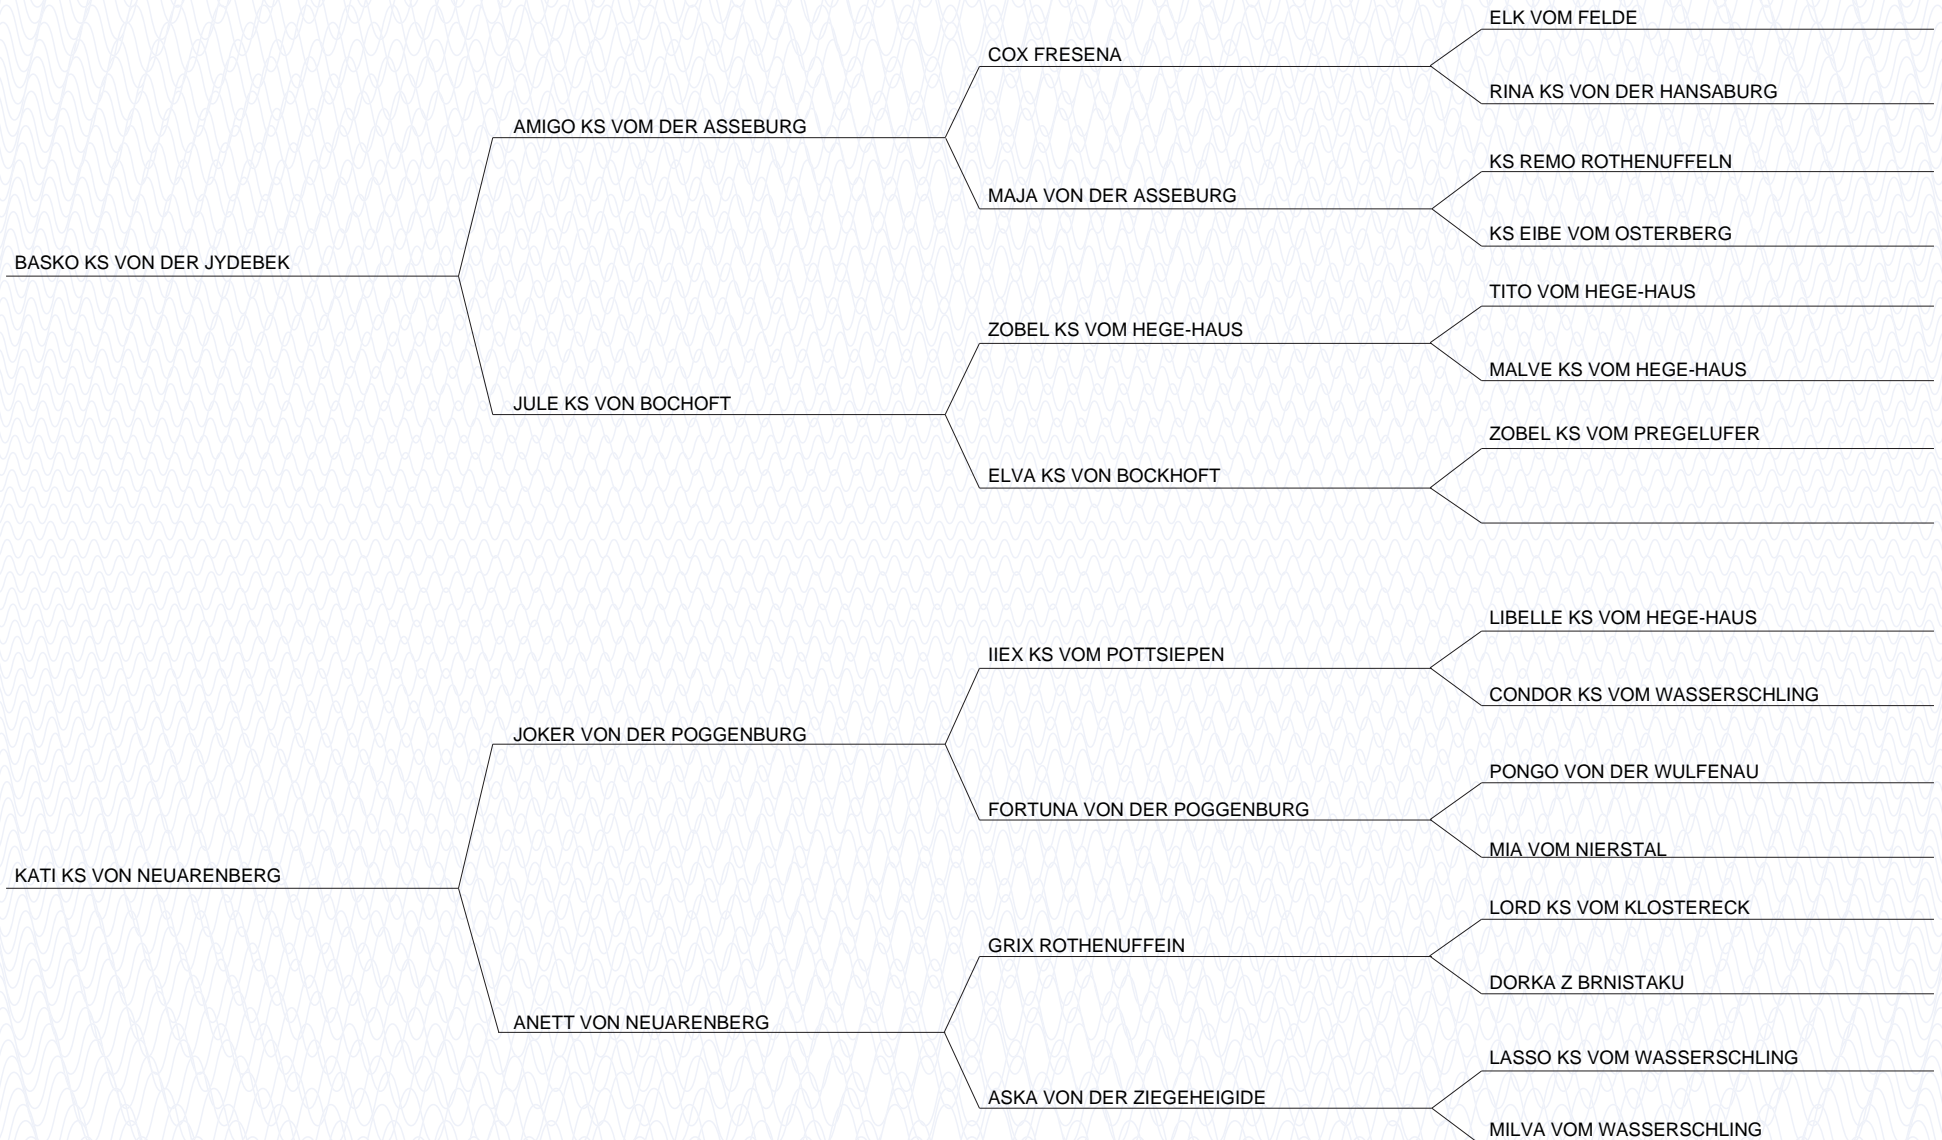 ELK VOM FELDE
COX FRESENA
RINA KS VON DER HANSABURG
AMIGO KS VOM DER ASSEBURG
KS REMO ROTHENUFFELN
MAJA VON DER ASSEBURG
KS EIBE VOM OSTERBERG
BASKO KS VON DER JYDEBEK
TITO VOM HEGE-HAUS
ZOBEL KS VOM HEGE-HAUS
MALVE KS VOM HEGE-HAUS
JULE KS VON BOCHOFT
ZOBEL KS VOM PREGELUFER
ELVA KS VON BOCKHOFT
LIBELLE KS VOM HEGE-HAUS
IIEX KS VOM POTTSIEPEN
CONDOR KS VOM WASSERSCHLING
JOKER VON DER POGGENBURG
PONGO VON DER WULFENAU
FORTUNA VON DER POGGENBURG
MIA VOM NIERSTAL
KATI KS VON NEUARENBERG
LORD KS VOM KLOSTERECK
GRIX ROTHENUFFEIN
DORKA Z BRNISTAKU
ANETT VON NEUARENBERG
LASSO KS VOM WASSERSCHLING
ASKA VON DER ZIEGEHEIGIDE
MILVA VOM WASSERSCHLING